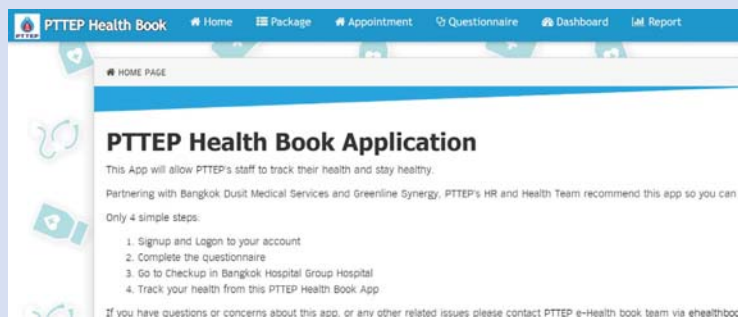 PTTEP
PTTEP Health Book Home Package Appointment Questionnaire Dashboard Report
HOME PAGE
PTTEP Health Book Application
This App will allow PTTEP's staff to track their health and stay healthy.
Partnering with Bangkok Dusit Medical Services and Greenline Synergy, PTTEP's HR and Health Team recommend this app so you can
Only 4 simple steps:
1. Signup and Logon to your account
2. Complete the questionnaire
3. Go to Checkup in Bangkok Hospital Group Hospital
4. Track your health from this PTTEP Health Book App
If you have questions or concerns about this app, or any other related issues please contact PTTEP e-Health book team via ehealthboo